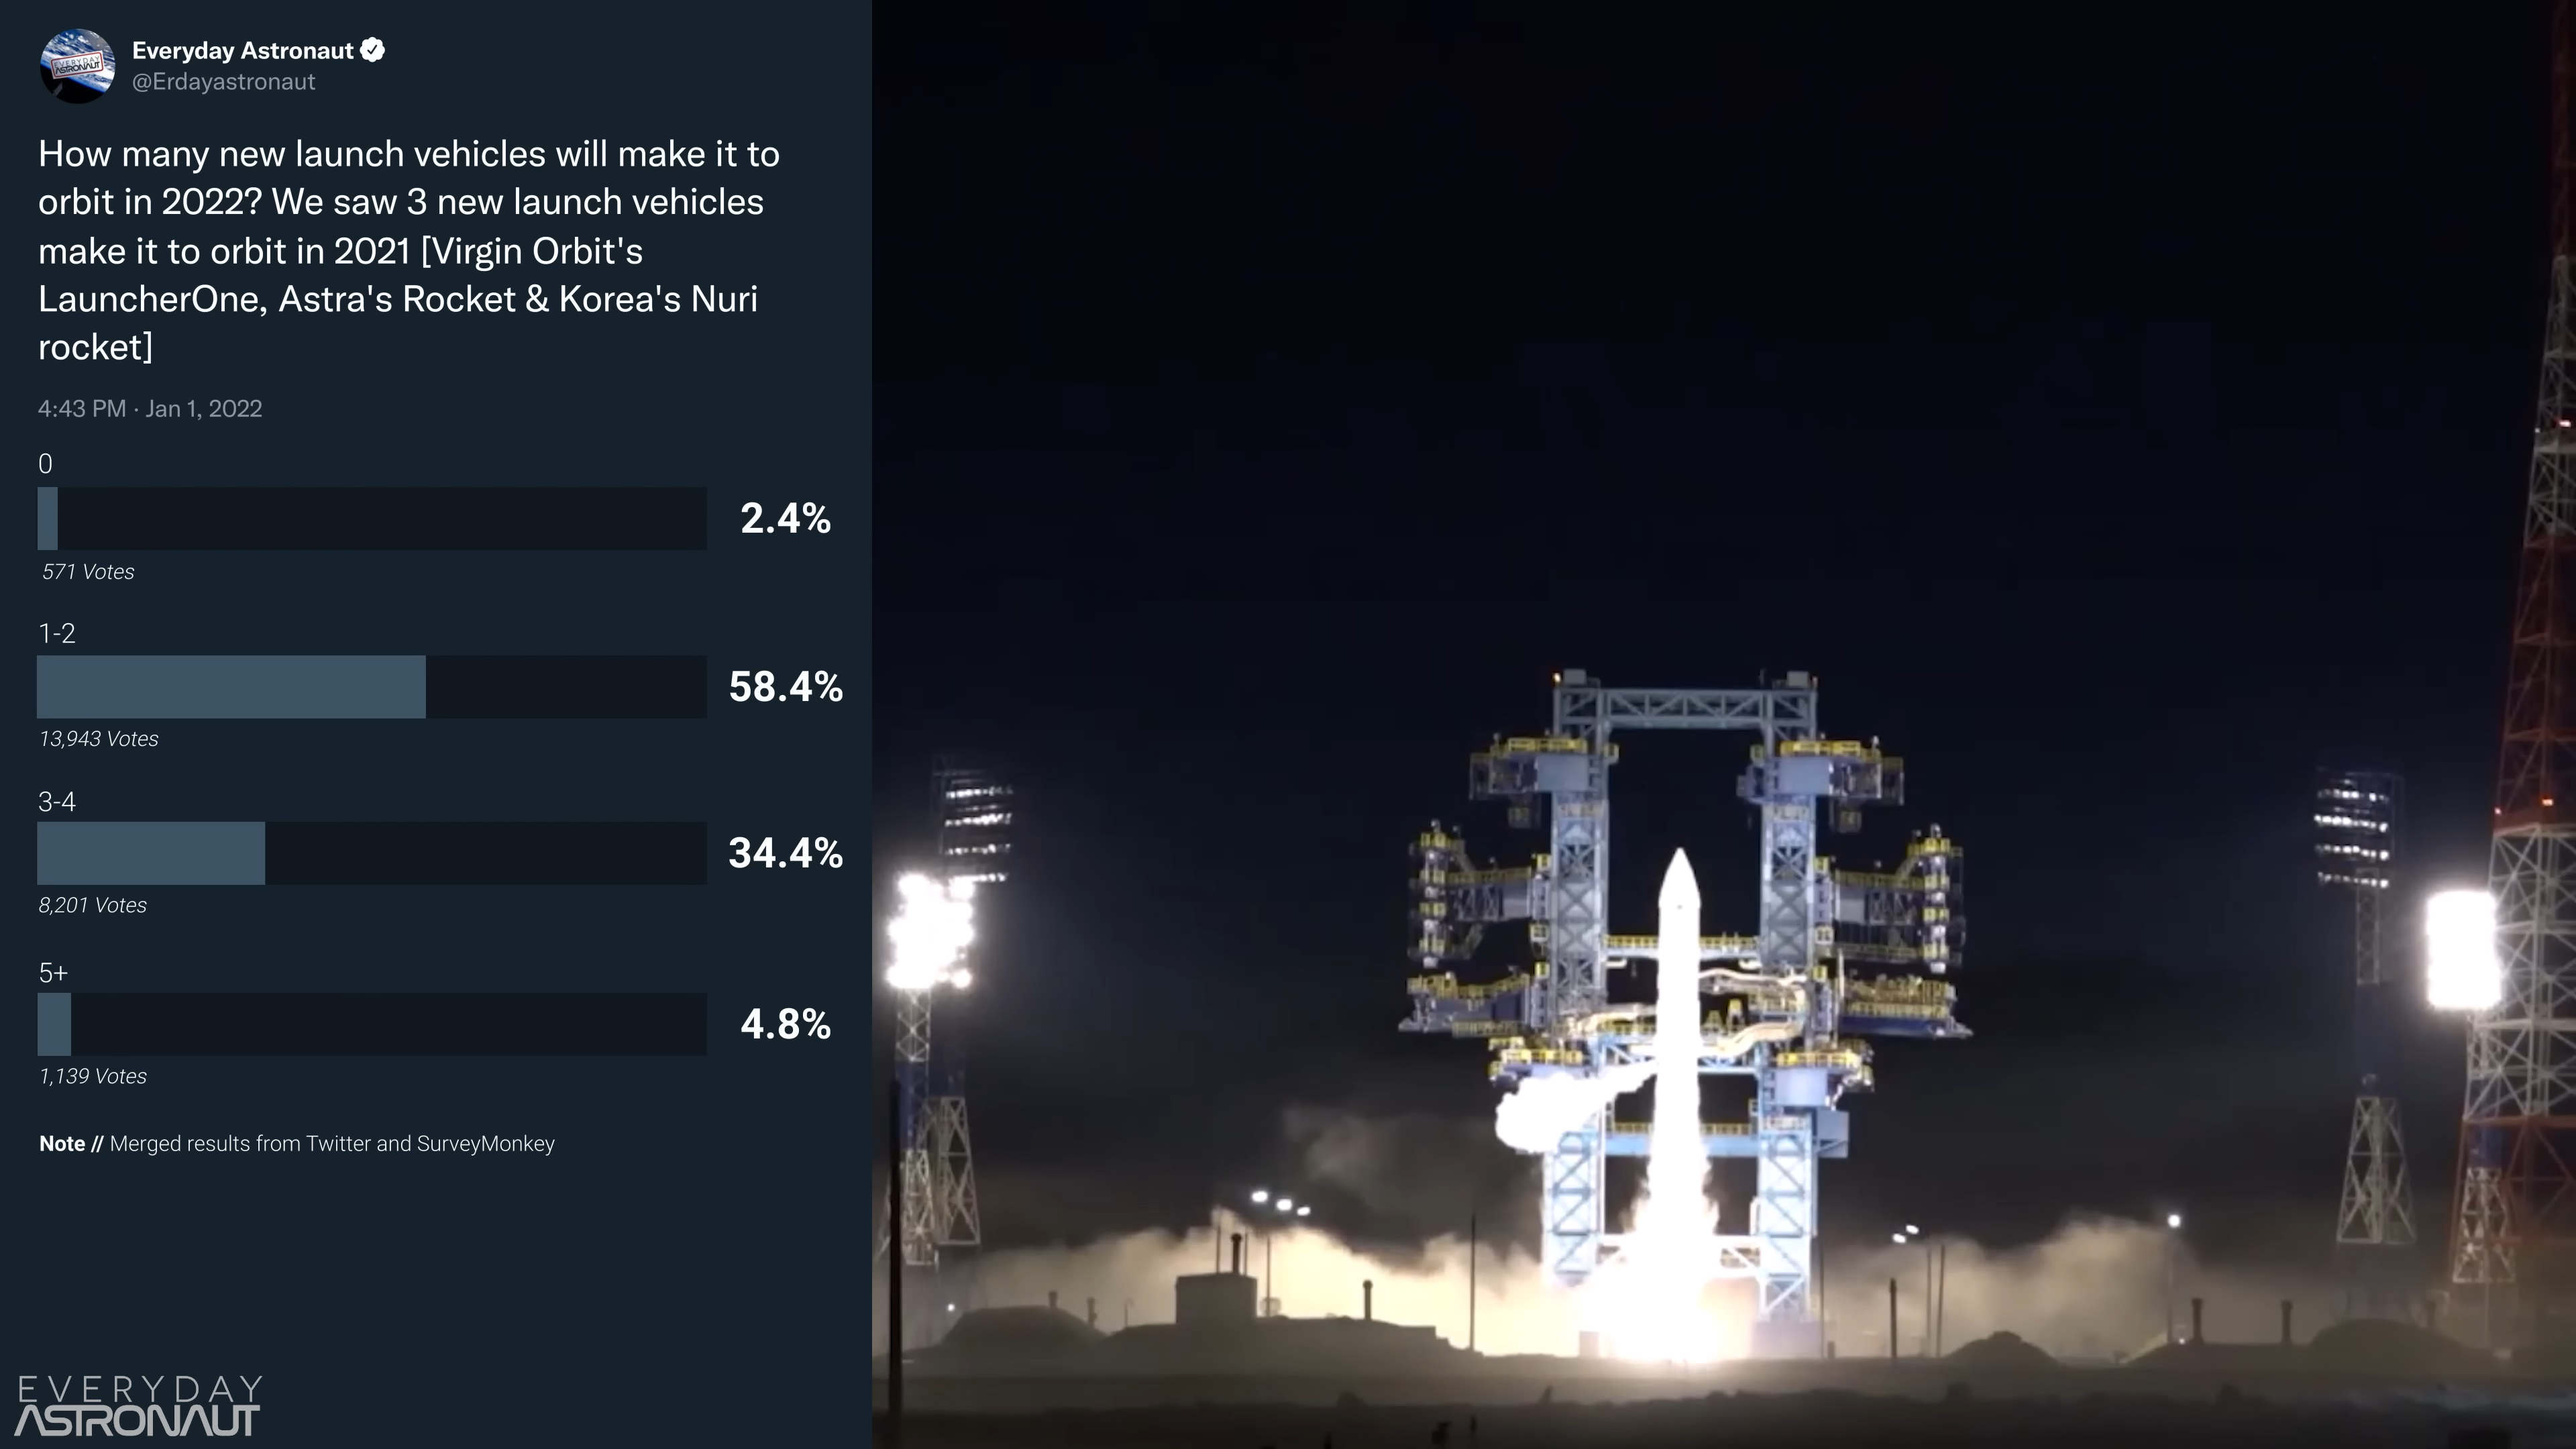 Everyday Astronaut
@Erdayastronaut
How many new launch vehicles will make it to
orbit in 2022? We saw 3 new launch vehicles
make it to orbit in 2021 [Virgin Orbit's
LauncherOne, Astra's Rocket & Korea's Nuri
rocket]
4:43 PM · Jan 1, 2022
0
2.4%
571 Votes
1-2
58.4%
13,943 Votes
3-4
34.4%
8,201 Votes
5+
4.8%
1,139 Votes
Note // Merged results from Twitter and SurveyMonkey
EVERYDAY
ASTRONAUT